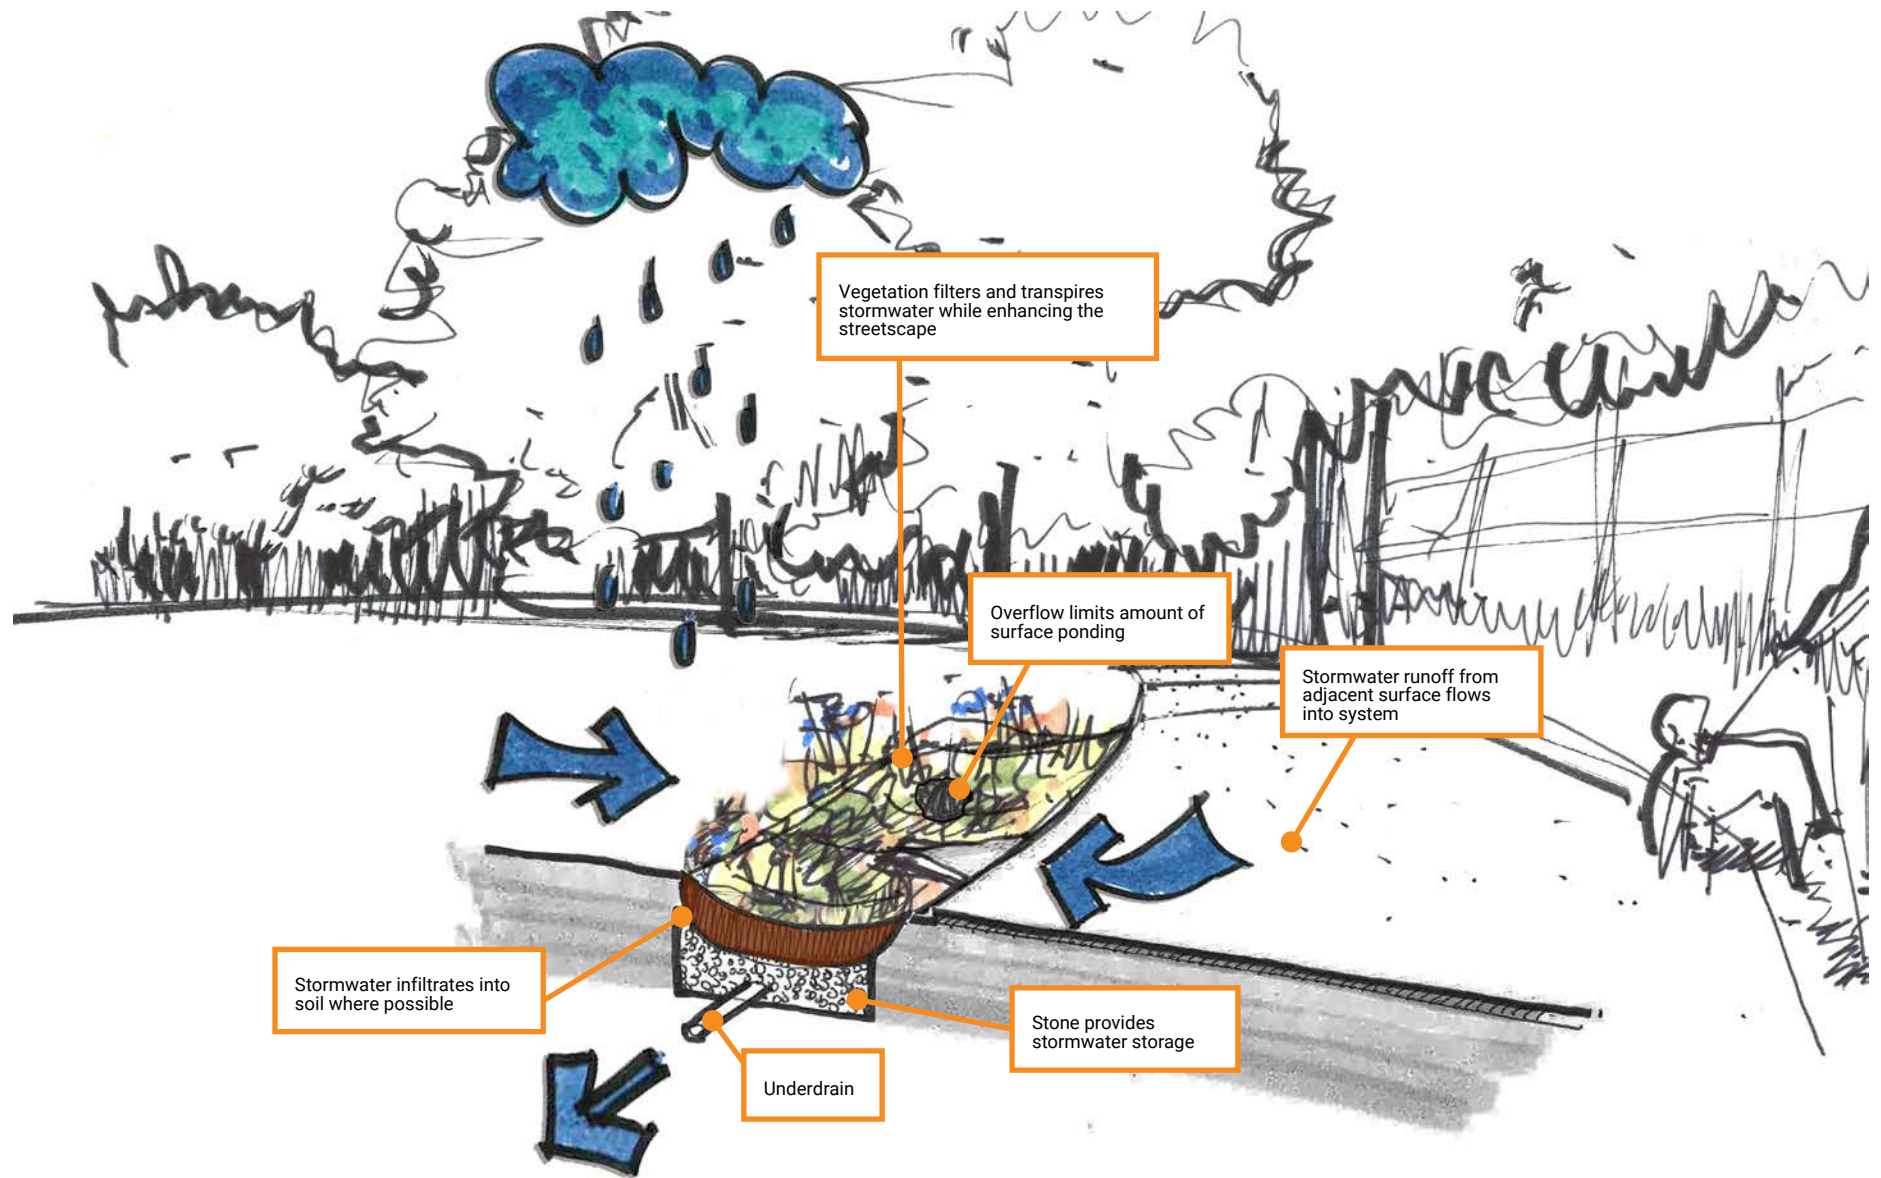 Vegetation filters and transpires
stormwater while enhancing the
streetscape
Overflow limits amount of
surface ponding
Stormwater runoff from
adjacent surface flows
into system
Stormwater infiltrates into
soil where possible
Stone provides
stormwater storage
Underdrain